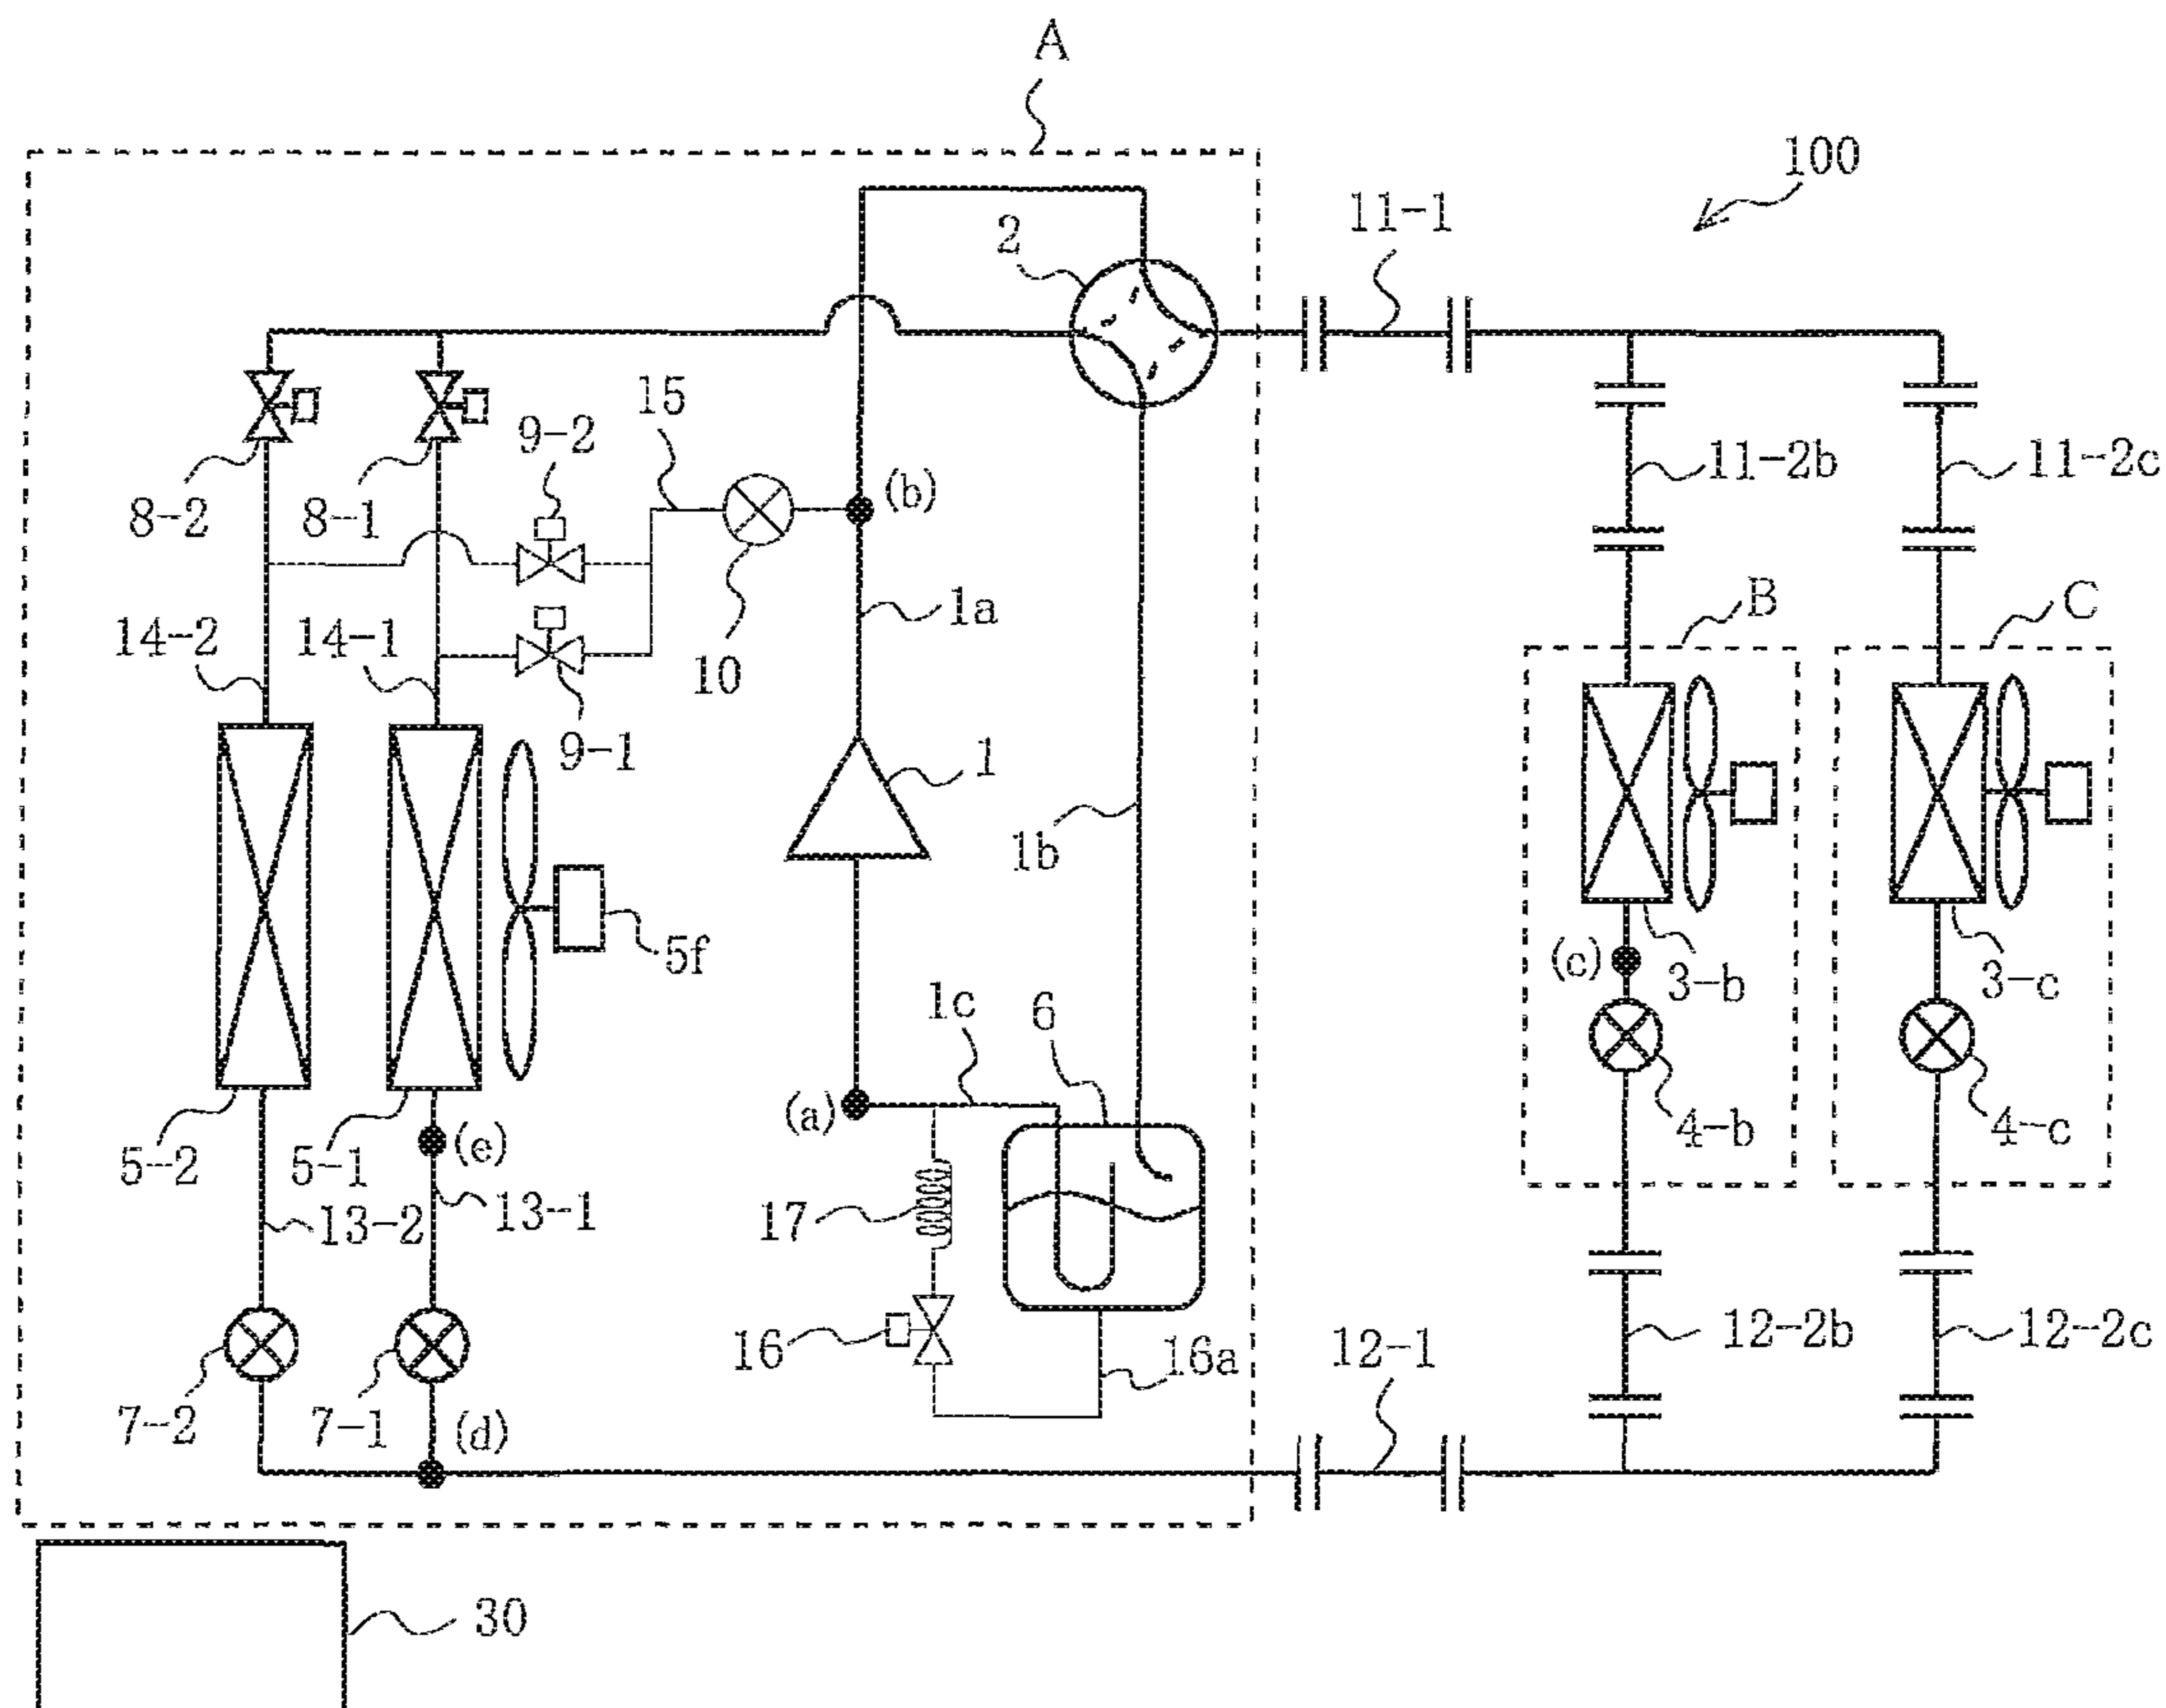 A
100
11-1
2
15
9-2
8-2
8-1
(b)
11-2b
11-2c
1a
B
C
14-2
14-1
10
9-1
1
1b
5f
(c)
3-b
3-c
1c
6
(a)
4-b
4-c
5-2
5-1
(e)
13-2
13-1
17
16
16a
12-1
12-2b
12-2c
7-2
7-1
(d)
30